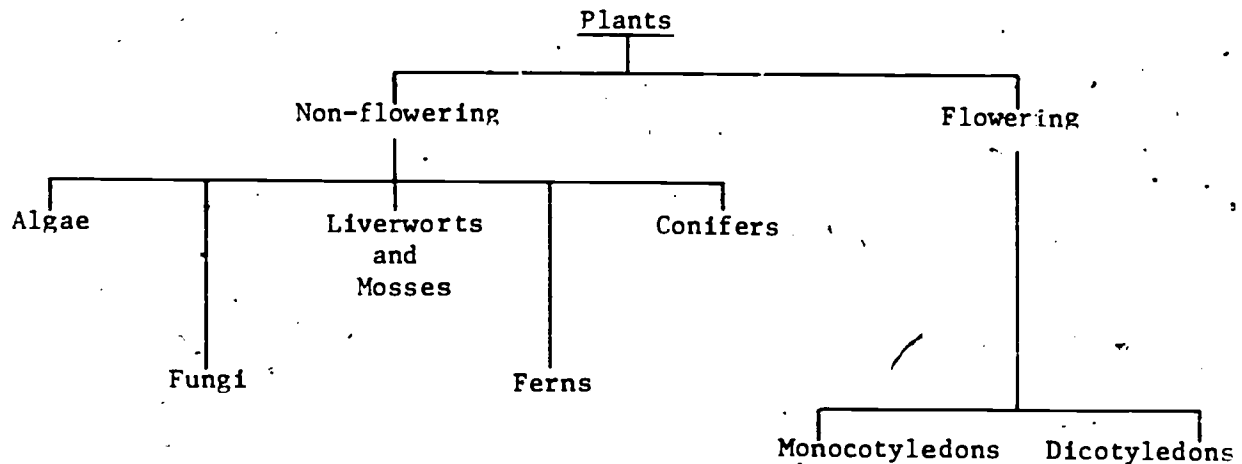 Plants
Non-flowering
Flowering
Algae
Liverworts
and
Mosses
Conifers
Fungi
Ferns
Monocotyledons
Dicotyledons